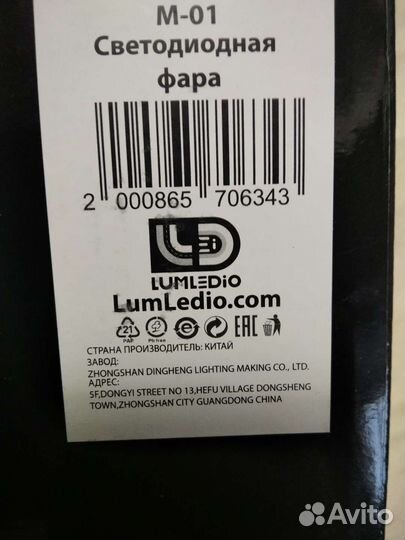 M-01
Светодиодная
фара
2 000865 706343
LD
LUMLEDiO
LumLedio.com
21
PAP
Pb free
EAC
СТРАНА ПРОИЗВОДИТЕЛЬ: КИТАЙ
ЗАВОД:
ZHONGSHAN DINGHENG LIGHTING MAKING CO., LTD.
АДРЕС:
5F,DONGYI STREET NO 13,HEFU VILLAGE DONGSHENG
TOWN,ZHONGSHAN CITY GUANGDONG CHINA
Avito